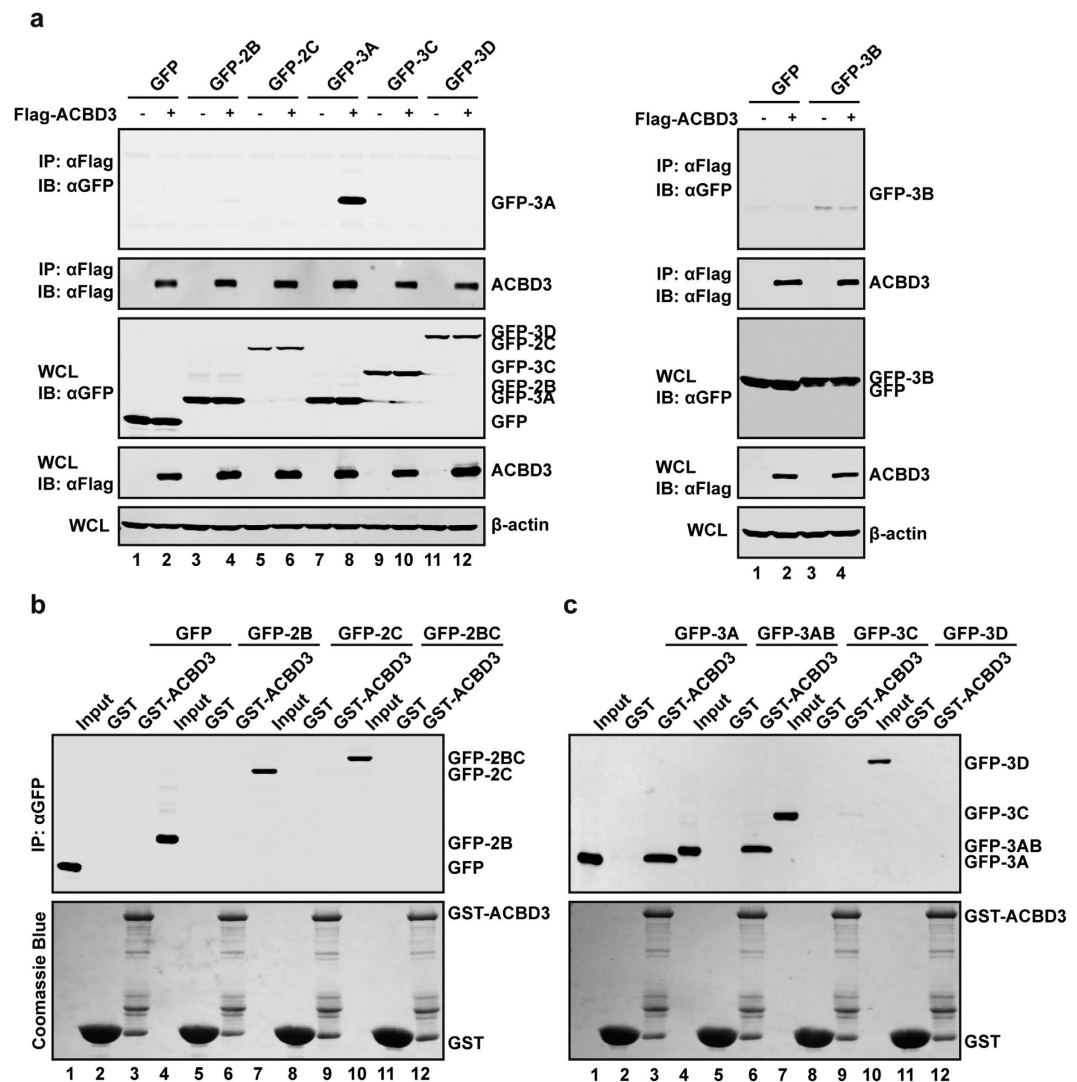 a
GFP GFP-2B GFP-2C GFP-3A GFP-3C GFP-3D
Flag-ACBD3 - + - + - + - + - + - +
IP: αFlag
IB: αGFP
GFP-3A
IP: αFlag
IB: αFlag
ACBD3
WCL
IB: αGFP
GFP-3D
GFP-2C
GFP-3C
GFP-2B
GFP-3A
GFP
WCL
IB: αFlag
ACBD3
WCL β-actin
1 2 3 4 5 6 7 8 9 10 11 12
GFP GFP-3B
Flag-ACBD3 - + - +
IP: αFlag
IB: αGFP
GFP-3B
IP: αFlag
IB: αFlag
ACBD3
WCL
IB: αGFP
GFP-3B
GFP
WCL
IB: αFlag
ACBD3
WCL β-actin
1 2 3 4
b
GFP GFP-2B GFP-2C GFP-2BC
Input GST GST-ACBD3 Input GST GST-ACBD3 Input GST GST-ACBD3 Input GST GST-ACBD3
IP: αGFP
GFP-2BC
GFP-2C
GFP-2B
GFP
Coomassie Blue
GST-ACBD3
GST
1 2 3 4 5 6 7 8 9 10 11 12
c
GFP-3A GFP-3AB GFP-3C GFP-3D
Input GST GST-ACBD3 Input GST GST-ACBD3 Input GST GST-ACBD3 Input GST GST-ACBD3
GFP-3D
GFP-3C
GFP-3AB
GFP-3A
GST-ACBD3
GST
1 2 3 4 5 6 7 8 9 10 11 12